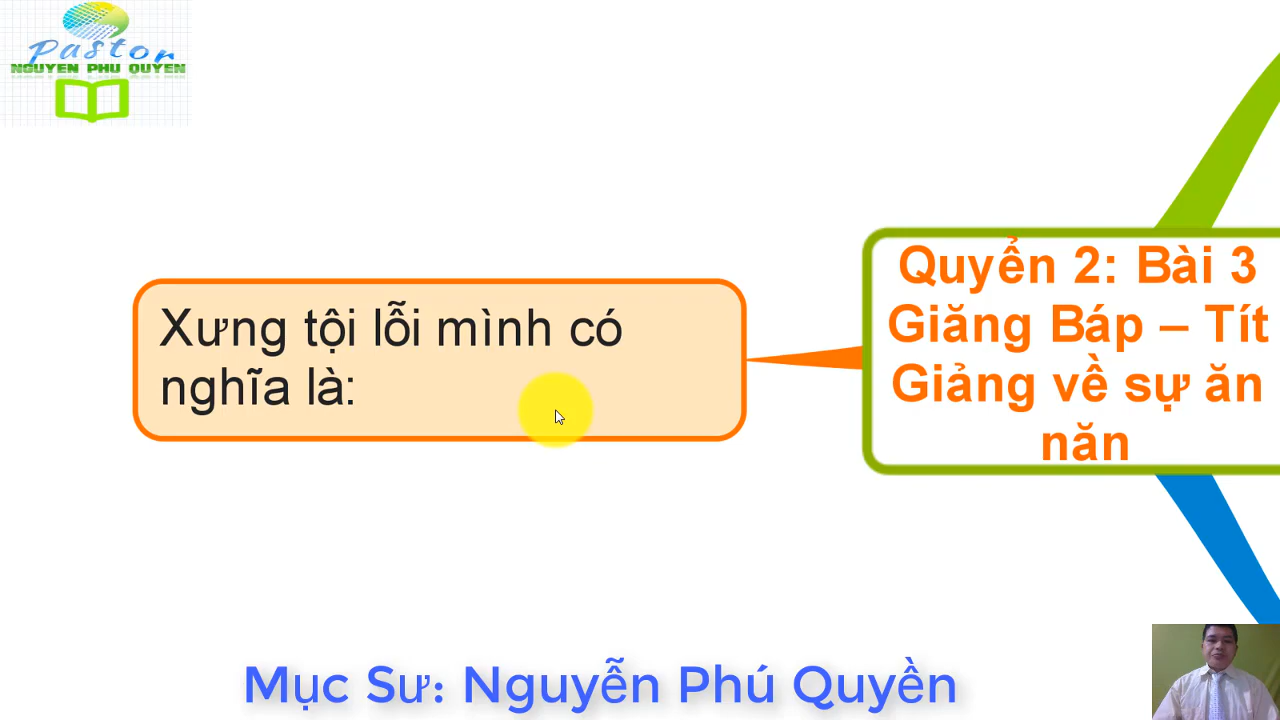 Pastor
NGUYEN PHU QUYEN
Xưng tội lỗi mình có
nghĩa là:
Quyển 2: Bài 3
Giăng Báp – Tít
Giảng về sự ăn
năn
Mục Sư: Nguyễn Phú Quyền